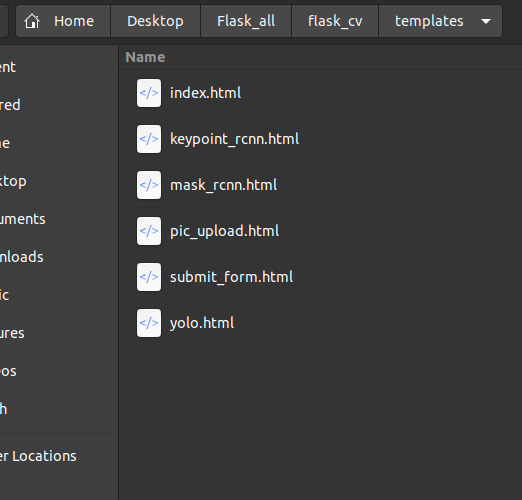 Home Desktop Flask_all flask_cv templates
Name
index.html
keypoint_rcnn.html
mask_rcnn.html
pic_upload.html
submit_form.html
yolo.html
ent
red
e
ktop
uments
nloads
ic
ures
eos
h
er Locations